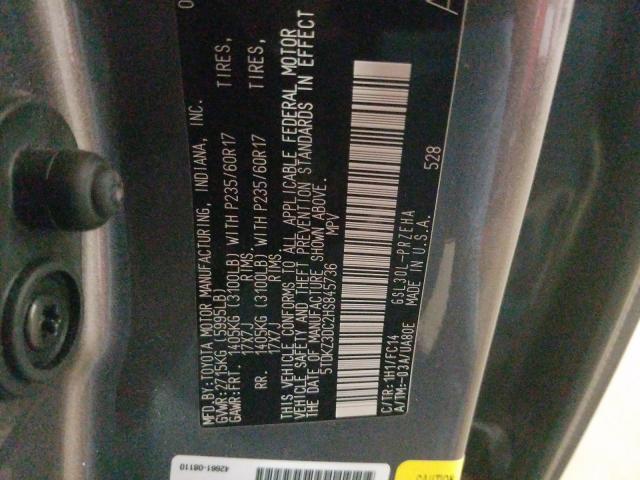 MFD. BY: TOYOTA MOTOR MANUFACTURING, INDIANA, INC.
GVWR: 2715KG (5995LB)
GAWR: FRT. 1405KG (3100LB) WITH P235/60R17 TIRES,
17X7J RIMS
RR. 1405KG (3100LB) WITH P235/60R17 TIRES,
17X7J RIMS
THIS VEHICLE CONFORMS TO ALL APPLICABLE FEDERAL MOTOR
VEHICLE SAFETY AND THEFT PREVENTION STANDARDS IN EFFECT
ON THE DATE OF MANUFACTURE SHOWN ABOVE.
5TDKZ3DC2HS845736 MPV
C/TR: 1H1/FC14 GSL30L-PRZEHA 528
A/TM: -03A/UA80E MADE IN U.S.A.
42661-08110